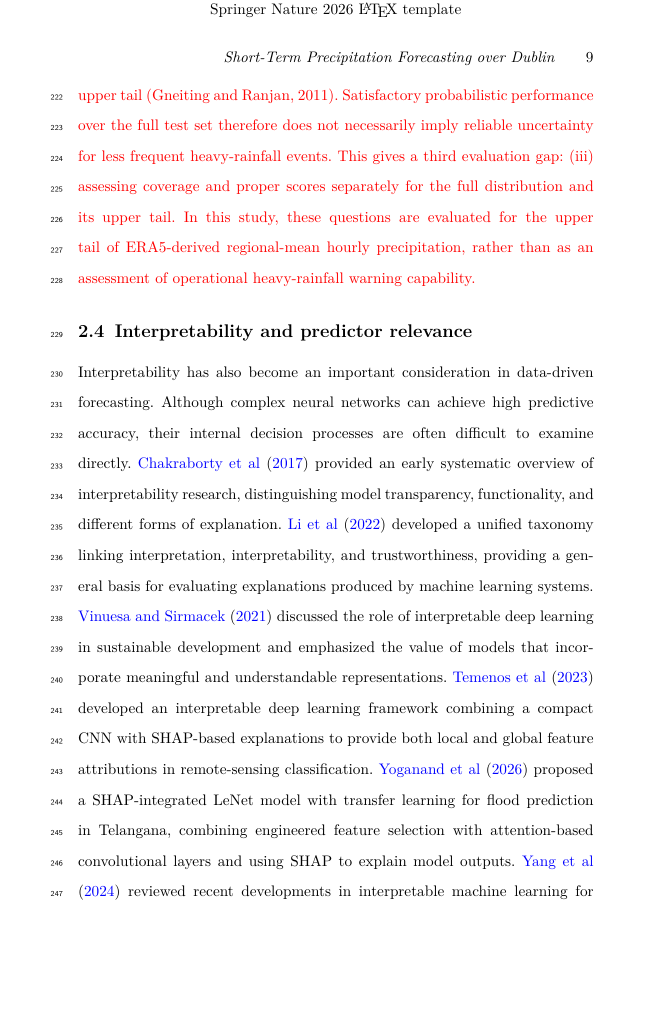 Springer Nature 2026 LATEX template
Short-Term Precipitation Forecasting over Dublin 9
222 upper tail (Gneiting and Ranjan, 2011). Satisfactory probabilistic performance
223 over the full test set therefore does not necessarily imply reliable uncertainty
224 for less frequent heavy-rainfall events. This gives a third evaluation gap: (iii)
225 assessing coverage and proper scores separately for the full distribution and
226 its upper tail. In this study, these questions are evaluated for the upper
227 tail of ERA5-derived regional-mean hourly precipitation, rather than as an
228 assessment of operational heavy-rainfall warning capability.
229 2.4 Interpretability and predictor relevance
230 Interpretability has also become an important consideration in data-driven
231 forecasting. Although complex neural networks can achieve high predictive
232 accuracy, their internal decision processes are often difficult to examine
233 directly. Chakraborty et al (2017) provided an early systematic overview of
234 interpretability research, distinguishing model transparency, functionality, and
235 different forms of explanation. Li et al (2022) developed a unified taxonomy
236 linking interpretation, interpretability, and trustworthiness, providing a gen-
237 eral basis for evaluating explanations produced by machine learning systems.
238 Vinuesa and Sirmacek (2021) discussed the role of interpretable deep learning
239 in sustainable development and emphasized the value of models that incor-
240 porate meaningful and understandable representations. Temenos et al (2023)
241 developed an interpretable deep learning framework combining a compact
242 CNN with SHAP-based explanations to provide both local and global feature
243 attributions in remote-sensing classification. Yoganand et al (2026) proposed
244 a SHAP-integrated LeNet model with transfer learning for flood prediction
245 in Telangana, combining engineered feature selection with attention-based
246 convolutional layers and using SHAP to explain model outputs. Yang et al
247 (2024) reviewed recent developments in interpretable machine learning for